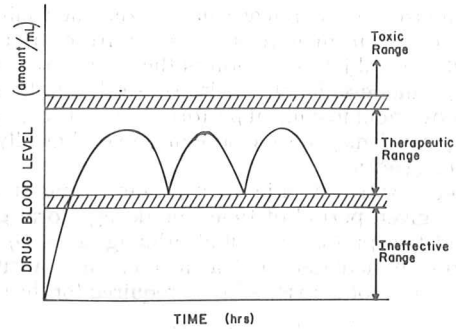 Toxic
Range
(amount/mL)
DRUG BLOOD LEVEL
Therapeutic
Range
Ineffective
Range
TIME (hrs)